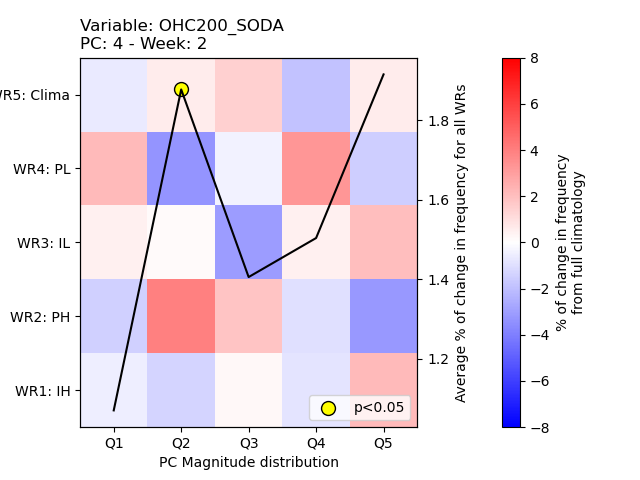 Variable: OHC200_SODA
PC: 4 - Week: 2
WR5: Clima
WR4: PL
WR3: IL
WR2: PH
WR1: IH
Q1 Q2 Q3 Q4 Q5
PC Magnitude distribution
p<0.05
1.8
1.6
1.4
1.2
Average % of change in frequency for all WRs
8
6
4
2
0
−2
−4
−6
−8
% of change in frequency
from full climatology